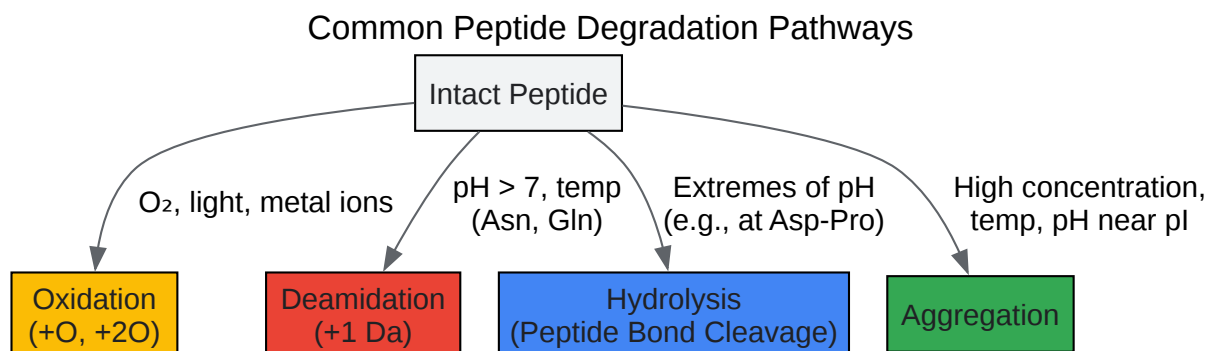 Common Peptide Degradation Pathways
Intact Peptide
O₂, light, metal ions
pH > 7, temp
(Asn, Gln)
Extremes of pH
(e.g., at Asp-Pro)
High concentration,
temp, pH near pI
Oxidation
(+O, +2O)
Deamidation
(+1 Da)
Hydrolysis
(Peptide Bond Cleavage)
Aggregation